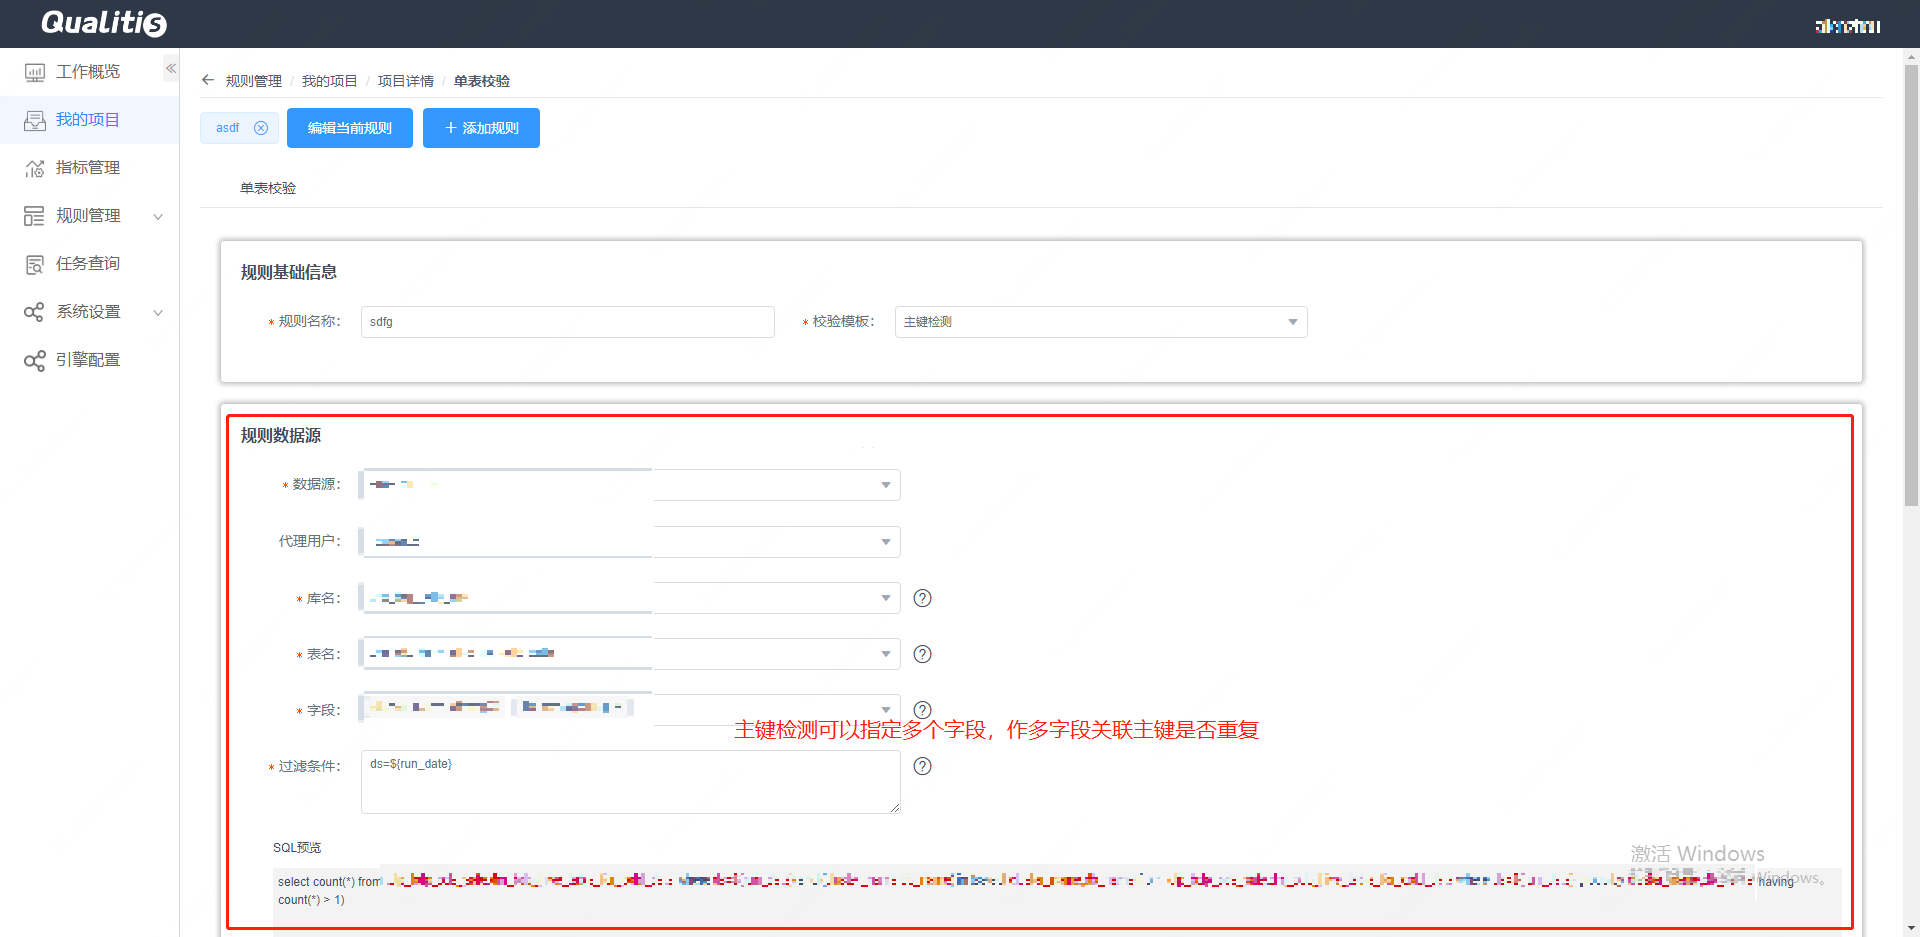 Qualitis
工作概览
我的项目
指标管理
规则管理
任务查询
系统设置
引擎配置
规则管理 / 我的项目 / 项目详情 / 单表校验
asdf
编辑当前规则
添加规则
单表校验
规则基础信息
* 规则名称：
sdfg
* 校验模板：
主键检测
规则数据源
* 数据源：
代理用户：
* 库名：
* 表名：
* 字段：
主键检测可以指定多个字段，作多字段关联主键是否重复
* 过滤条件：
ds=${run_date}
SQL预览
select count(*) from
having
count(*) > 1)
激活 Windows
Windows。